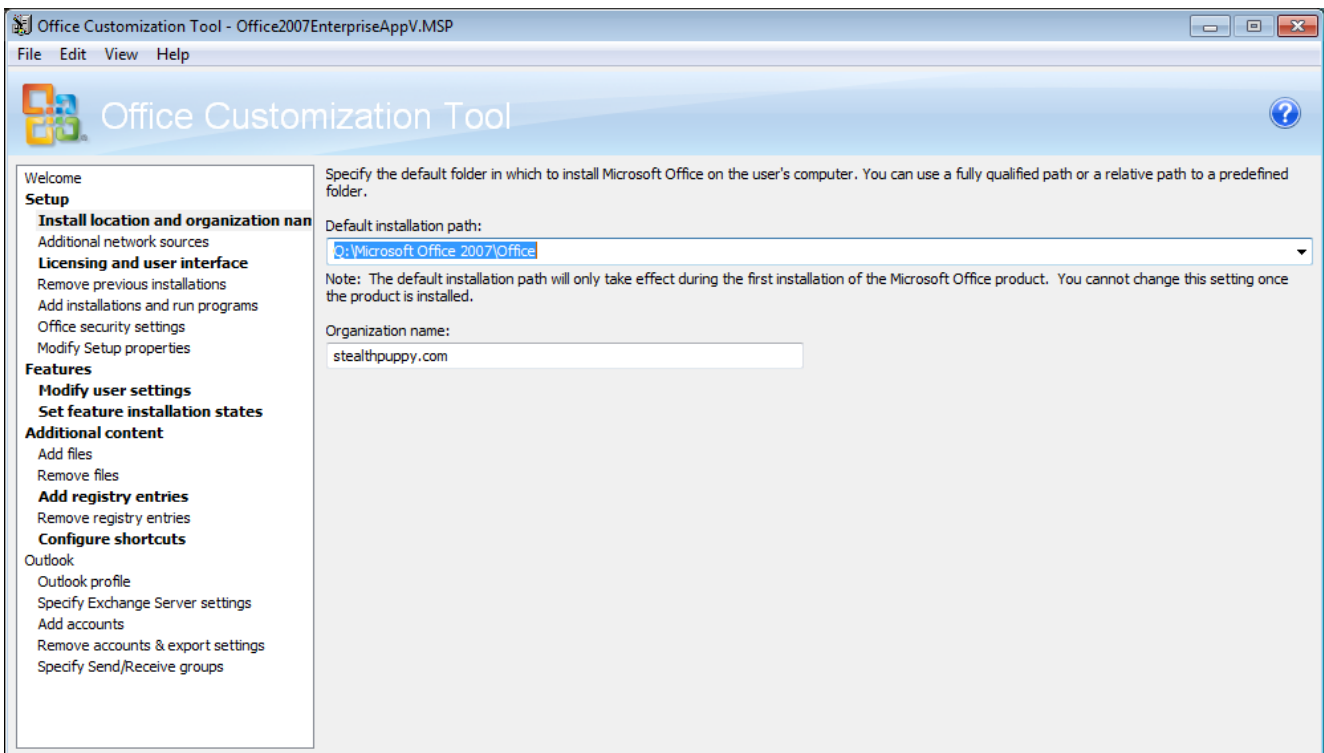 Office Customization Tool - Office2007EnterpriseAppV.MSP
File Edit View Help
Office Customization Tool
Welcome
Setup
Install location and organization nan
Additional network sources
Licensing and user interface
Remove previous installations
Add installations and run programs
Office security settings
Modify Setup properties
Features
Modify user settings
Set feature installation states
Additional content
Add files
Remove files
Add registry entries
Remove registry entries
Configure shortcuts
Outlook
Outlook profile
Specify Exchange Server settings
Add accounts
Remove accounts & export settings
Specify Send/Receive groups
Specify the default folder in which to install Microsoft Office on the user's computer. You can use a fully qualified path or a relative path to a predefined
folder.
Default installation path:
Q:\Microsoft Office 2007\Office
Note: The default installation path will only take effect during the first installation of the Microsoft Office product. You cannot change this setting once
the product is installed.
Organization name:
stealthpuppy.com